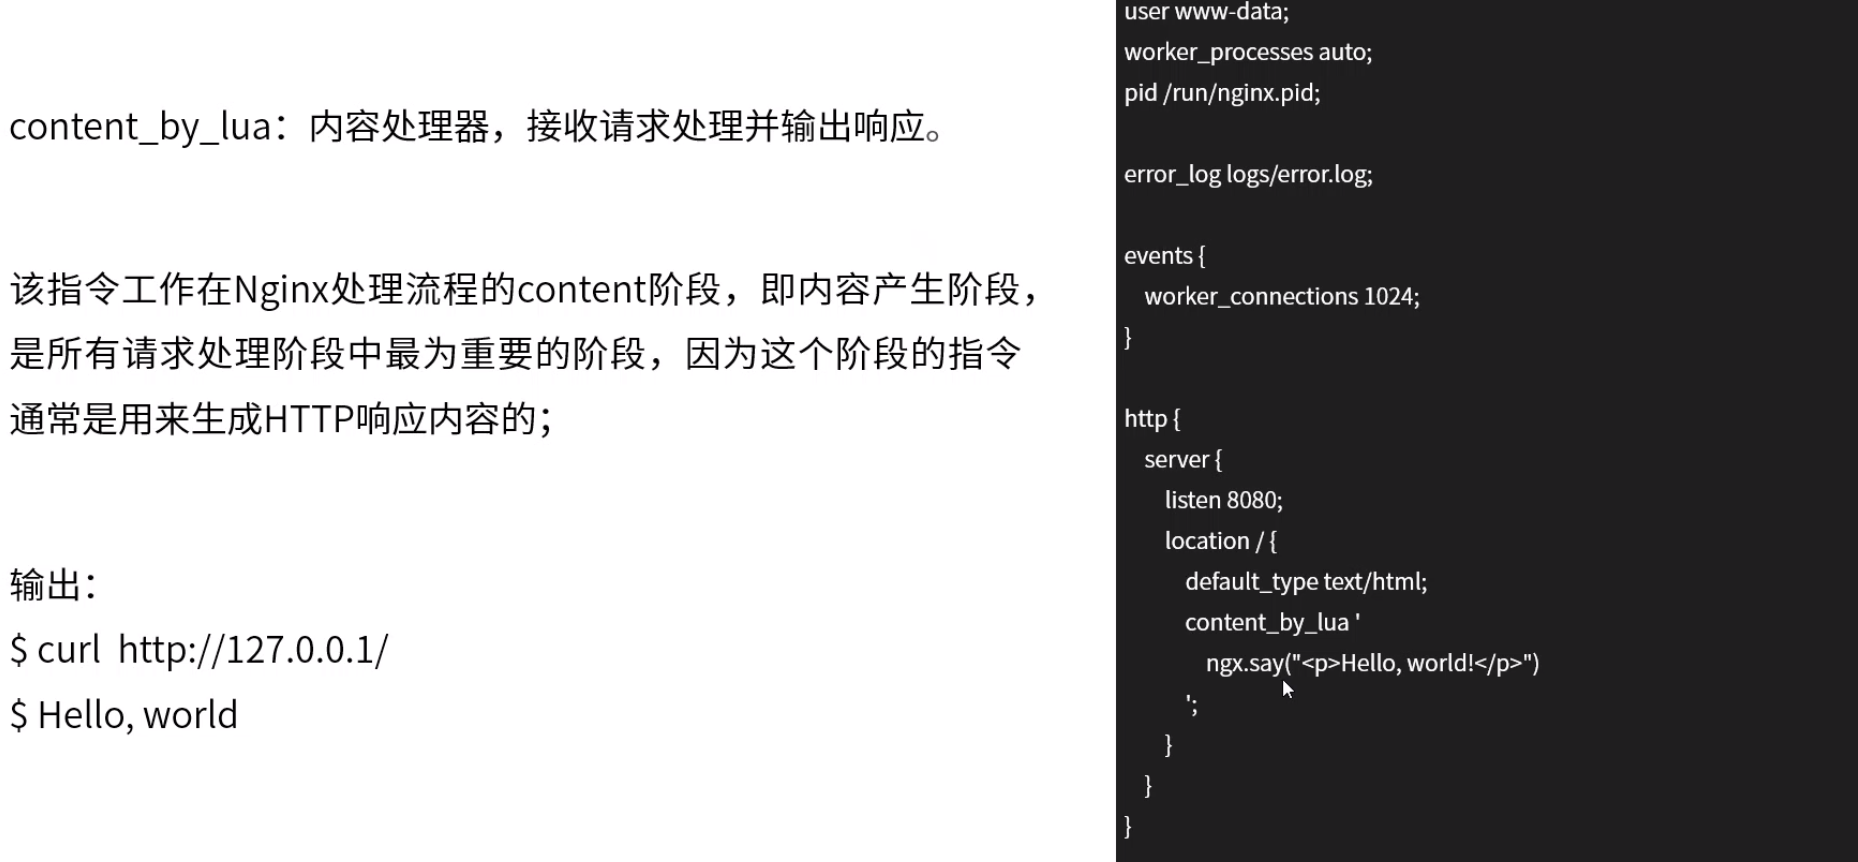 content_by_lua：内容处理器，接收请求处理并输出响应。
该指令工作在Nginx处理流程的content阶段，即内容产生阶段，
是所有请求处理阶段中最为重要的阶段，因为这个阶段的指令
通常是用来生成HTTP响应内容的；
输出：
$ curl  http://127.0.0.1/
$ Hello, world
user www-data;
worker_processes auto;
pid /run/nginx.pid;
error_log logs/error.log;
events {
    worker_connections 1024;
}
http {
    server {
        listen 8080;
        location / {
            default_type text/html;
            content_by_lua '
                ngx.say("<p>Hello, world!</p>")
            ';
        }
    }
}